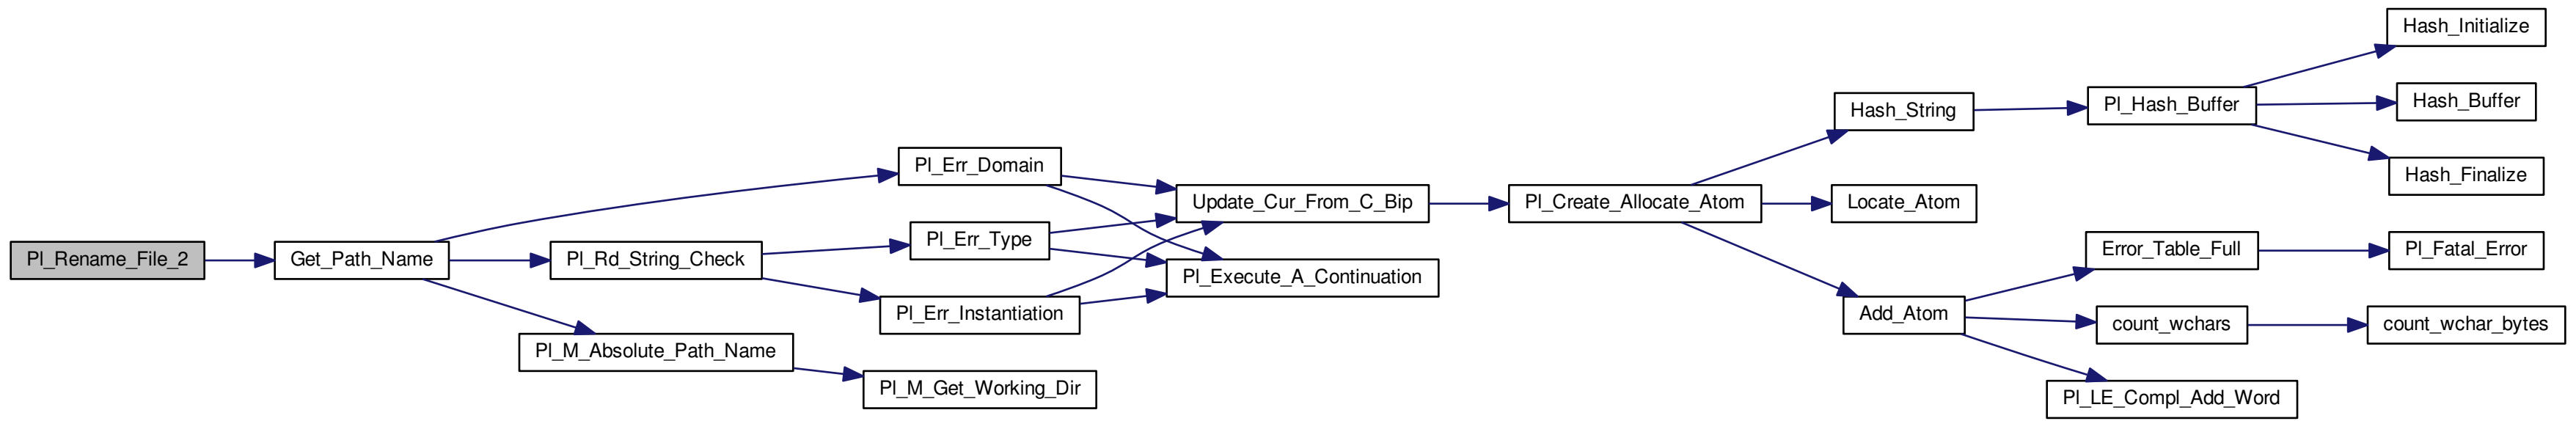 Pl_Rename_File_2
Get_Path_Name
Pl_Err_Domain
Pl_Rd_String_Check
Pl_M_Absolute_Path_Name
Pl_Err_Type
Pl_Err_Instantiation
Pl_M_Get_Working_Dir
Update_Cur_From_C_Bip
Pl_Execute_A_Continuation
Pl_Create_Allocate_Atom
Hash_String
Locate_Atom
Add_Atom
Pl_Hash_Buffer
Error_Table_Full
count_wchars
Pl_LE_Compl_Add_Word
Hash_Initialize
Hash_Buffer
Hash_Finalize
Pl_Fatal_Error
count_wchar_bytes